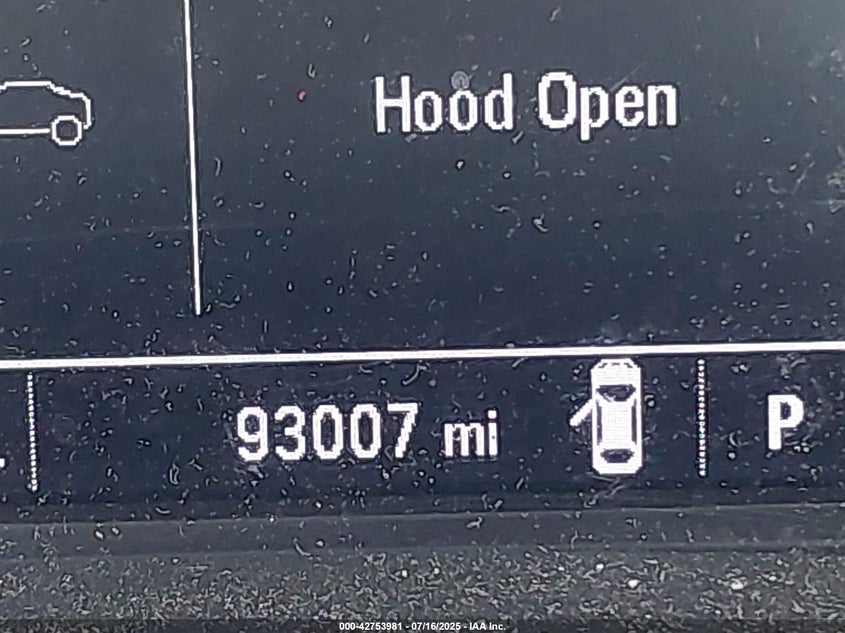 Hood Open
93007 mi
P
000-42753981 - 07/16/2025 - IAA Inc.